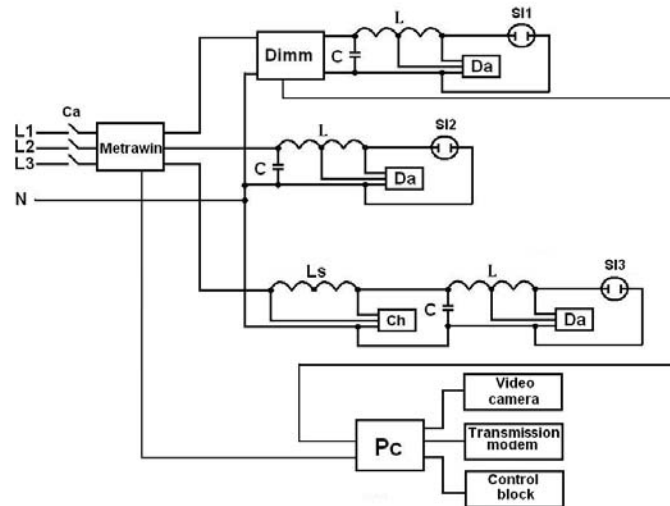 L
SI1
Dimm
C
Da
Ca
L1
L2
L3
Metrawin
L
SI2
C
Da
N
Ls
L
SI3
C
Ch
Da
Pc
Video
camera
Transmission
modem
Control
block